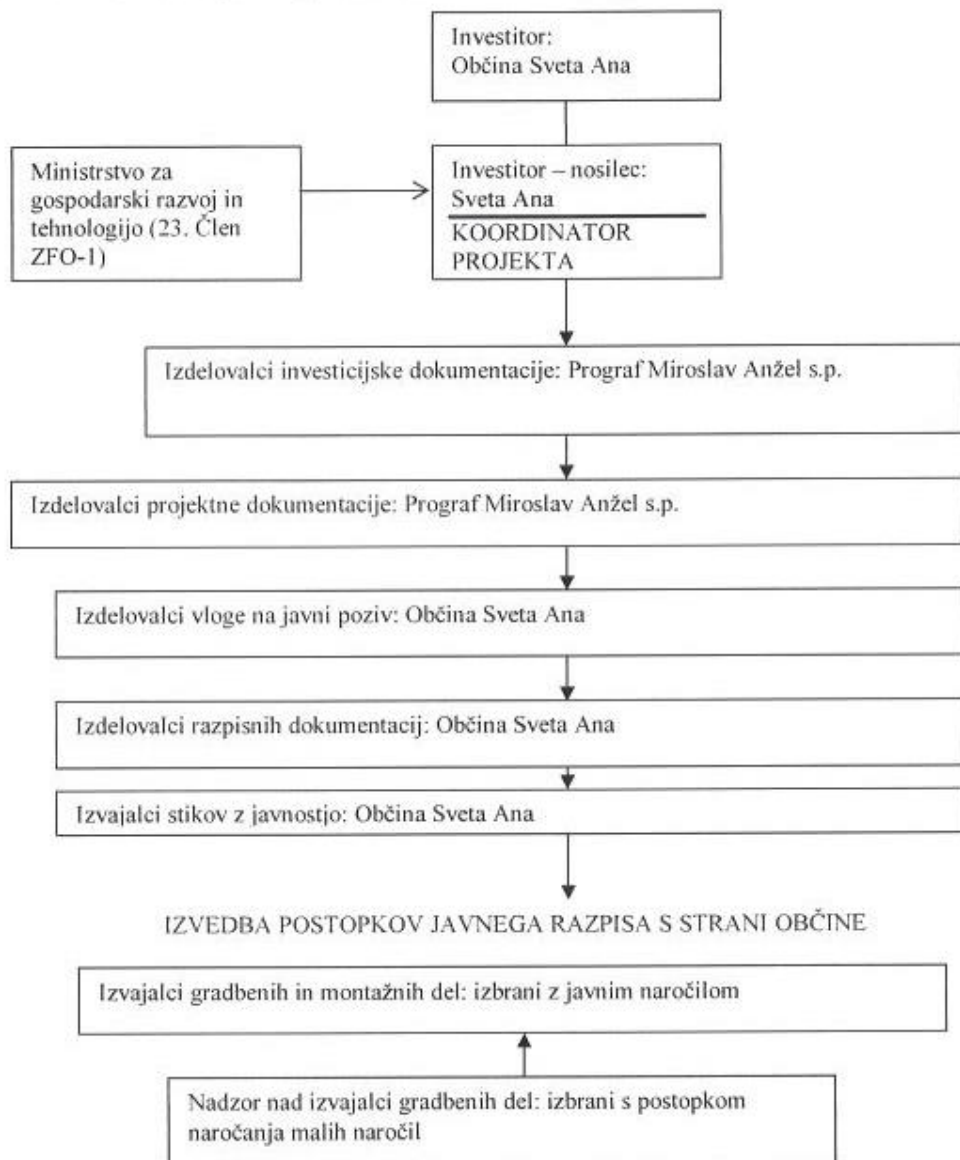 Investitor:
Občina Sveta Ana
Ministrstvo za
gospodarski razvoj in
tehnologijo (23. Člen
ZFO-1)
Investitor – nosilec:
Sveta Ana
KOORDINATOR
PROJEKTA
Izdelovalci investicijske dokumentacije: Prograf Miroslav Anžel s.p.
Izdelovalci projektne dokumentacije: Prograf Miroslav Anžel s.p.
Izdelovalci vloge na javni poziv: Občina Sveta Ana
Izdelovalci razpisnih dokumentacij: Občina Sveta Ana
Izvajalci stikov z javnostjo: Občina Sveta Ana
IZVEDBA POSTOPKOV JAVNEGA RAZPISA S STRANI OBČINE
Izvajalci gradbenih in montažnih del: izbrani z javnim naročilom
Nadzor nad izvajalci gradbenih del: izbrani s postopkom
naročanja malih naročil